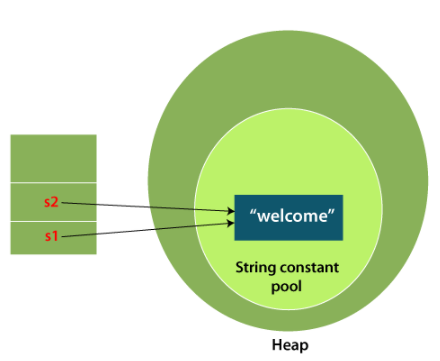 s2
s1
“welcome”
String constant
pool
Heap